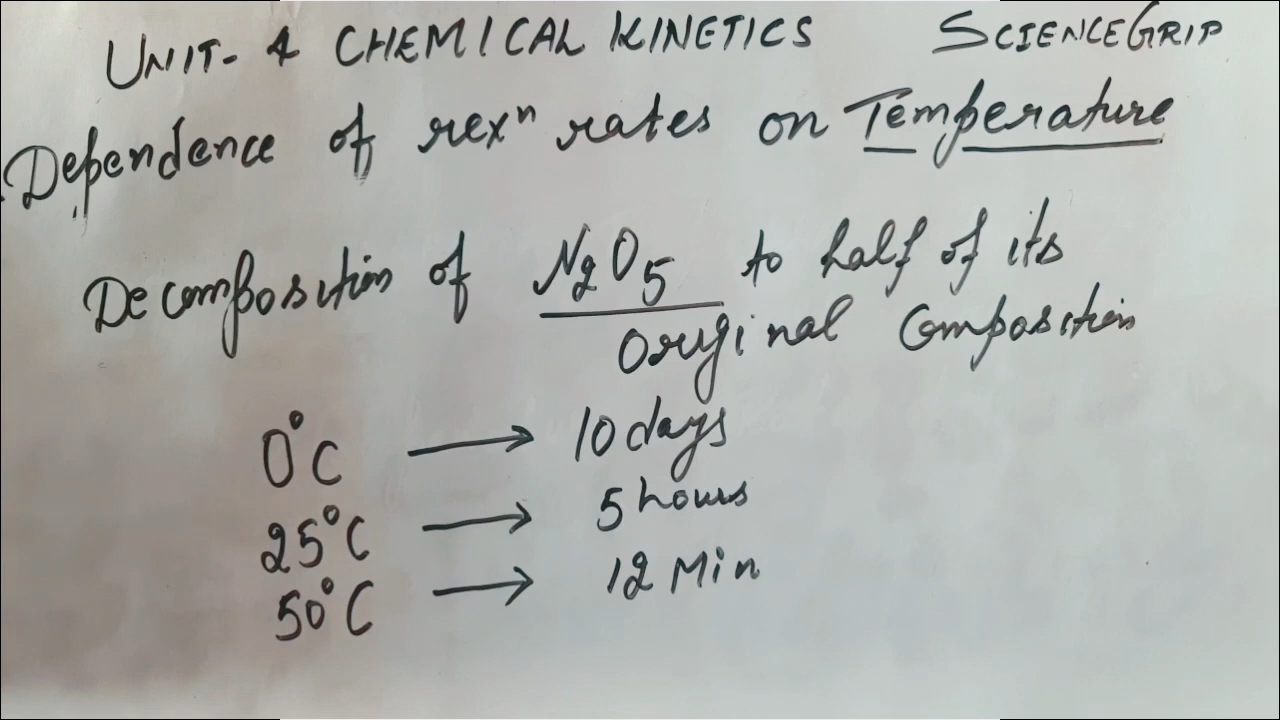 UNIT- 4 CHEMICAL KINETICS SCIENCEGRIP
Dependence of rexⁿ rates on Temperature
Decomposition of N2O5 to half of its
original Composition
0°C → 10 days
25°C → 5 hours
50°C → 12 Min